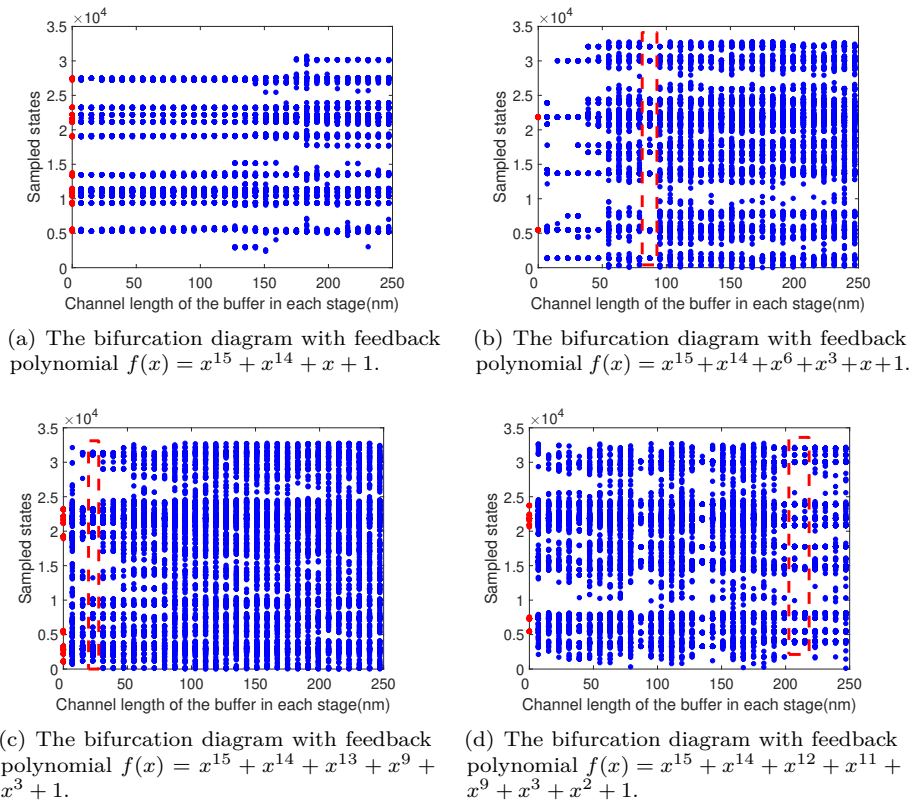 ×10⁴
3.5
3
2.5
2
1.5
1
0.5
0
Sampled states
0 50 100 150 200 250
Channel length of the buffer in each stage(nm)
(a) The bifurcation diagram with feedback
polynomial f(x) = x¹⁵ + x¹⁴ + x + 1.
×10⁴
3.5
3
2.5
2
1.5
1
0.5
0
Sampled states
0 50 100 150 200 250
Channel length of the buffer in each stage(nm)
(b) The bifurcation diagram with feedback
polynomial f(x) = x¹⁵+x¹⁴+x⁶+x³+x+1.
×10⁴
3.5
3
2.5
2
1.5
1
0.5
0
Sampled states
0 50 100 150 200 250
Channel length of the buffer in each stage(nm)
(c) The bifurcation diagram with feedback
polynomial f(x) = x¹⁵ + x¹⁴ + x¹³ + x⁹ +
x³ + 1.
×10⁴
3.5
3
2.5
2
1.5
1
0.5
0
Sampled states
0 50 100 150 200 250
Channel length of the buffer in each stage(nm)
(d) The bifurcation diagram with feedback
polynomial f(x) = x¹⁵ + x¹⁴ + x¹² + x¹¹ +
x⁹ + x³ + x² + 1.